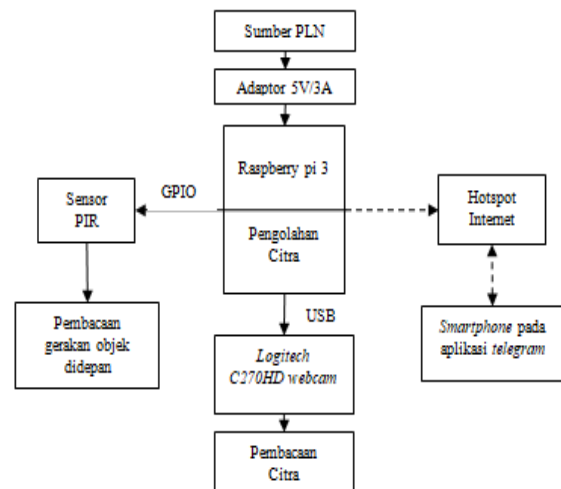 Sumber PLN
Adaptor 5V/3A
Raspberry pi 3
GPIO
Sensor
PIR
Hotspot
Internet
Pengolahan
Citra
USB
Pembacaan
gerakan objek
didepan
Logitech
C270HD webcam
Smartphone pada
aplikasi telegram
Pembacaan
Citra